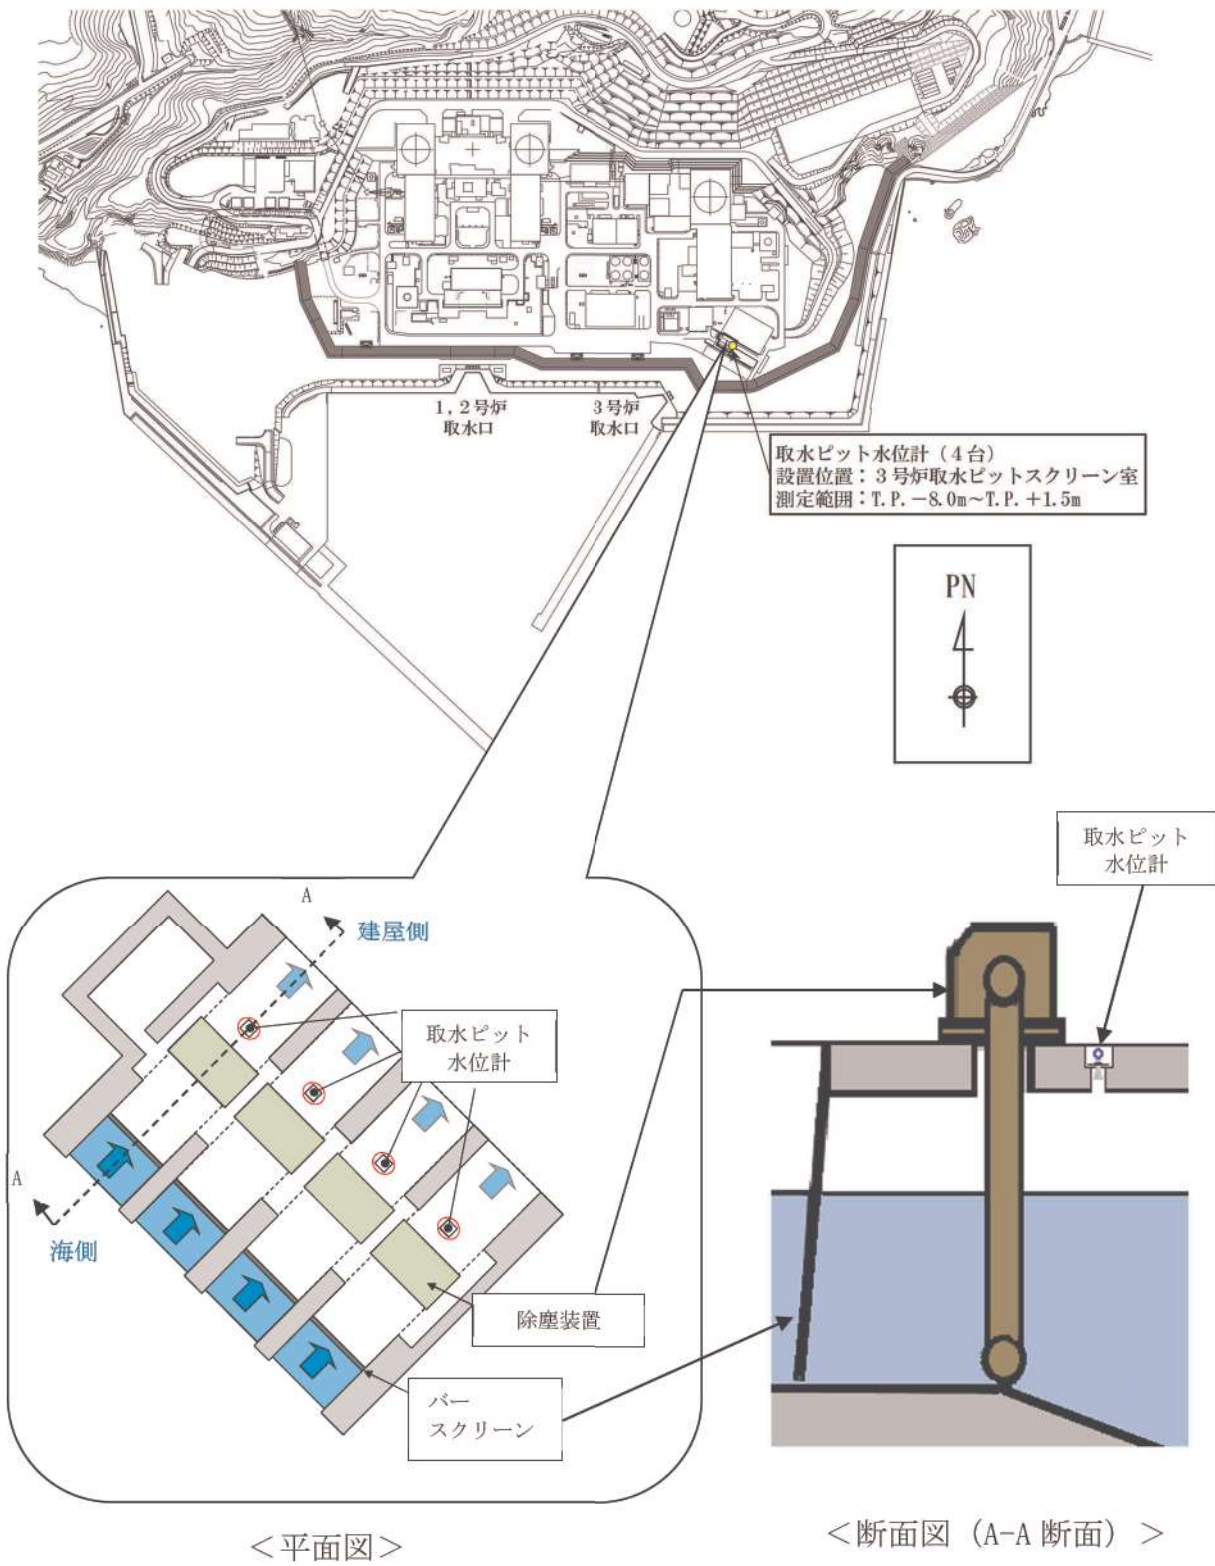 1, 2号炉
取水口
3号炉
取水口
取水ピット水位計（4台）
設置位置：3号炉取水ピットスクリーン室
測定範囲：T.P.－8.0m～T.P.＋1.5m
PN
取水ピット
水位計
A
建屋側
取水ピット
水位計
A
海側
除塵装置
バー
スクリーン
＜平面図＞
＜断面図（A-A 断面）＞